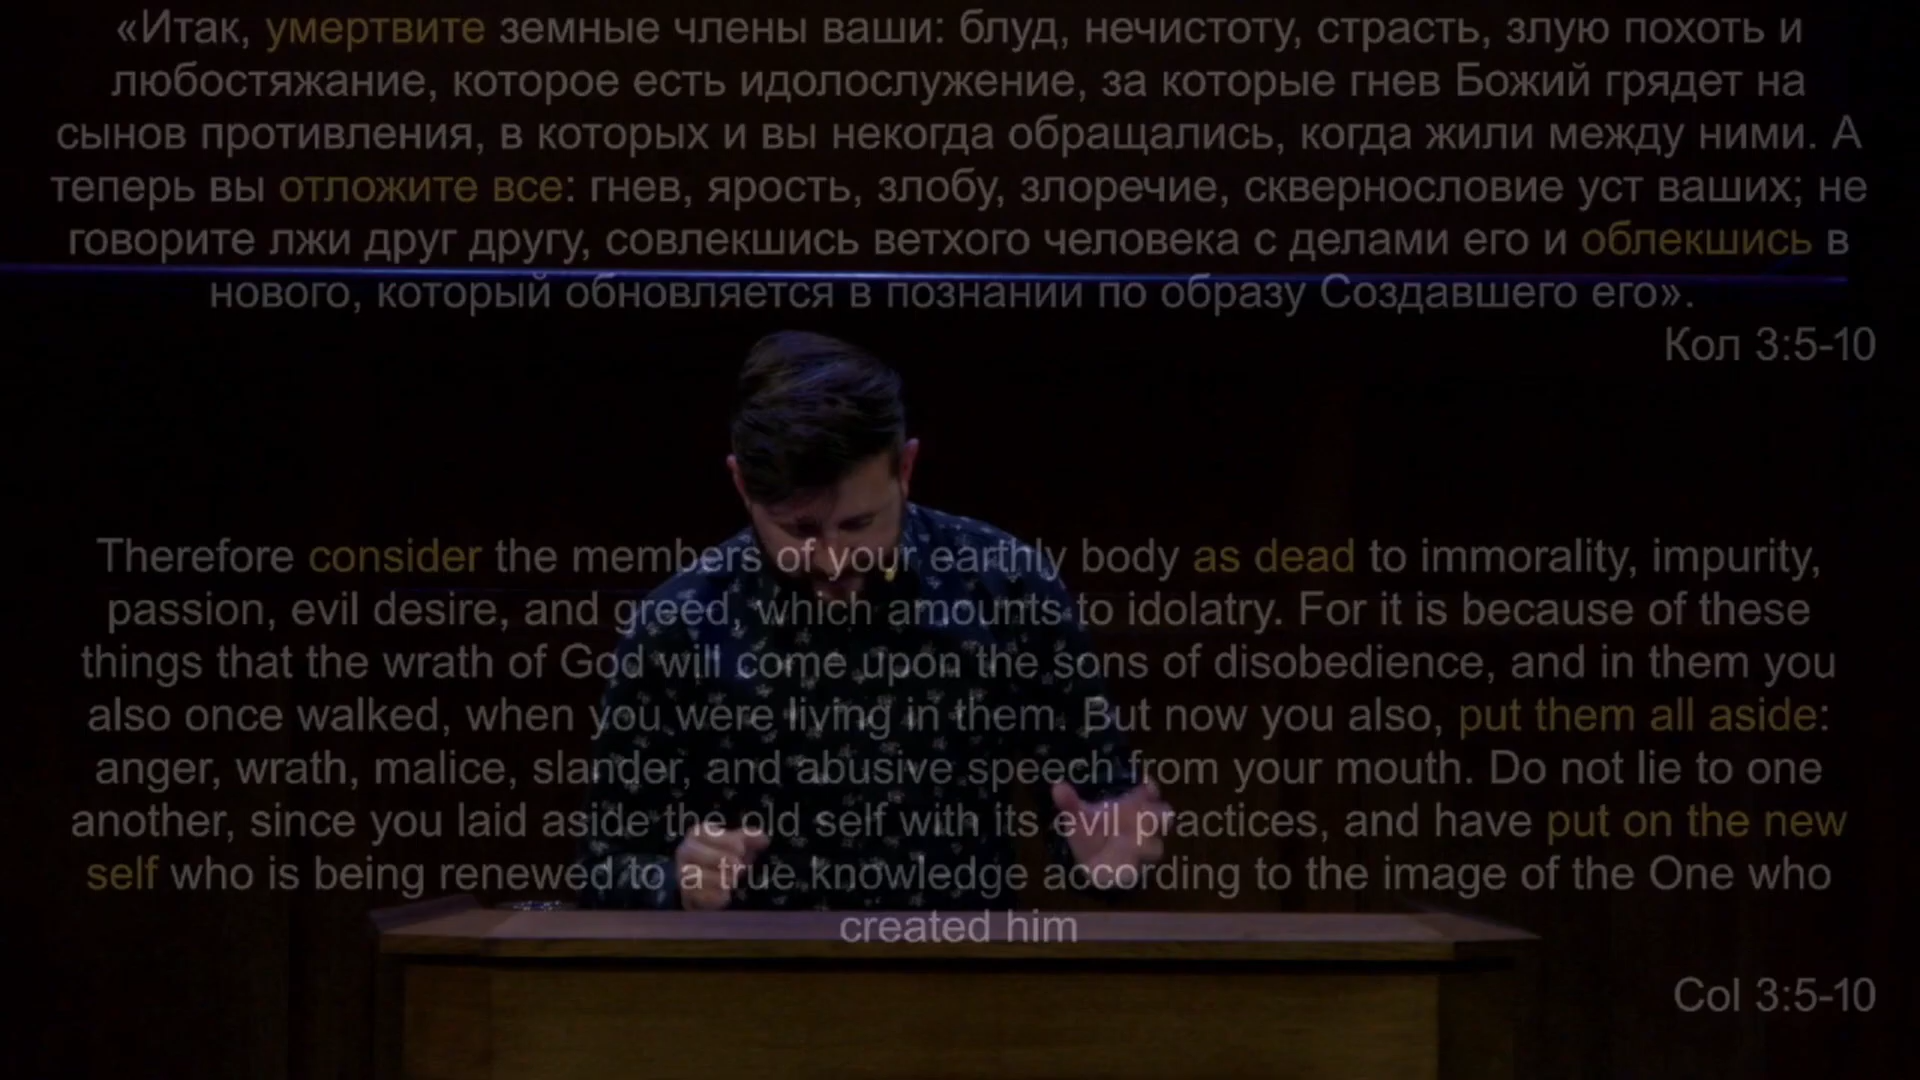 «Итак, умертвите земные члены ваши: блуд, нечистоту, страсть, злую похоть и
любостяжание, которое есть идолослужение, за которые гнев Божий грядет на
сынов противления, в которых и вы некогда обращались, когда жили между ними. А
теперь вы отложите все: гнев, ярость, злобу, злоречие, сквернословие уст ваших; не
говорите лжи друг другу, совлекшись ветхого человека с делами его и облекшись в
нового, который обновляется в познании по образу Создавшего его».
Кол 3:5-10
Therefore consider the members of your earthly body as dead to immorality, impurity,
passion, evil desire, and greed, which amounts to idolatry. For it is because of these
things that the wrath of God will come upon the sons of disobedience, and in them you
also once walked, when you were living in them. But now you also, put them all aside:
anger, wrath, malice, slander, and abusive speech from your mouth. Do not lie to one
another, since you laid aside the old self with its evil practices, and have put on the new
self who is being renewed to a true knowledge according to the image of the One who
created him
Col 3:5-10